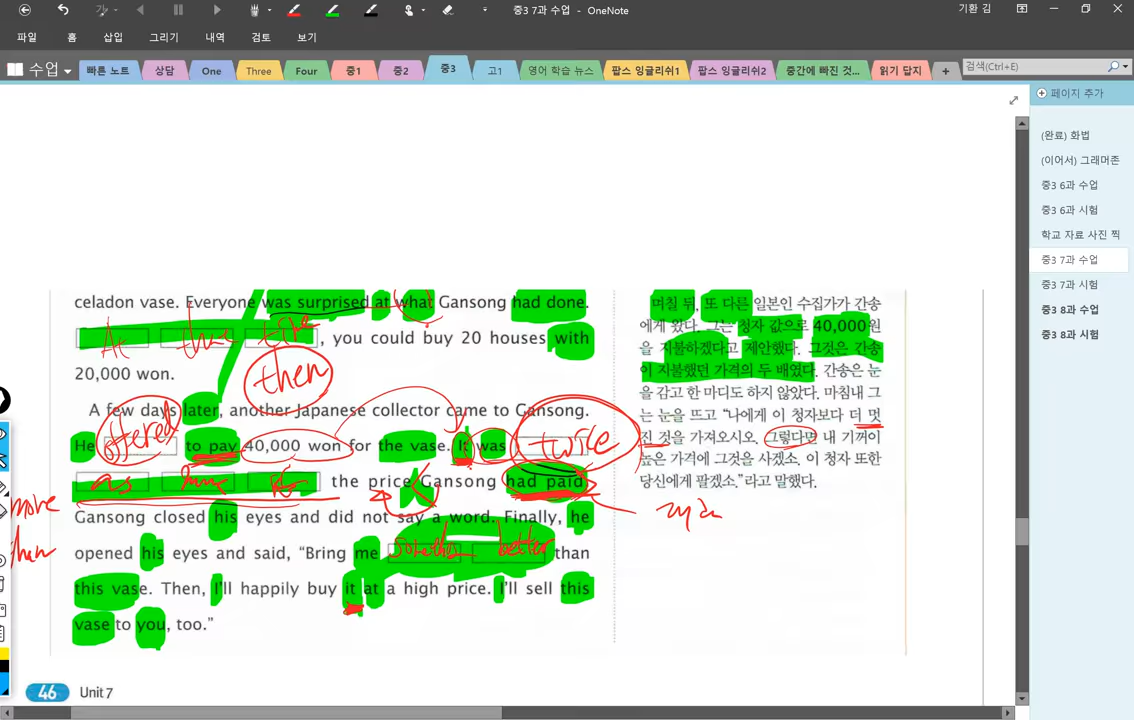 중3 7과 수업 - OneNote
기환 김
파일 홈 삽입 그리기 내역 검토 보기
수업 빠른 노트 상담 One Three Four 중1 중2 중3 고1 영어 학습 뉴스 팝스 잉글리쉬1 팝스 잉글리쉬2 중간에 빠진 것... 읽기 답지 + 검색(Ctrl+E)
페이지 추가
(완료) 화법
(이어서) 그래머존
중3 6과 수업
중3 6과 시험
학교 자료 사진 찍
중3 7과 수업
중3 7과 시험
중3 8과 수업
중3 8과 시험
celadon vase. Everyone was surprised at what Gansong had done.
At that time, you could buy 20 houses with
20,000 won.
then
A few days later, another Japanese collector came to Gansong.
He offered to pay 40,000 won for the vase. It was twice
as the price Gansong had paid.
more
than
Gansong closed his eyes and did not say a word. Finally, he
opened his eyes and said, “Bring me better than
this vase. Then, I’ll happily buy it at a high price. I’ll sell this
vase to you, too.”
46 Unit 7
며칠 뒤, 또 다른 일본인 수집가가 간송
에게 왔다. 그는 청자 값으로 40,000원
을 지불하겠다고 제안했다. 그것은 간송
이 지불했던 가격의 두 배였다. 간송은 눈
을 감고 한 마디도 하지 않았다. 마침내 그
는 눈을 뜨고 “나에게 이 청자보다 더 멋
진 것을 가져오시오. 그렇다면 내 기꺼이
높은 가격에 그것을 사겠소. 이 청자 또한
당신에게 팔겠소.”라고 말했다.